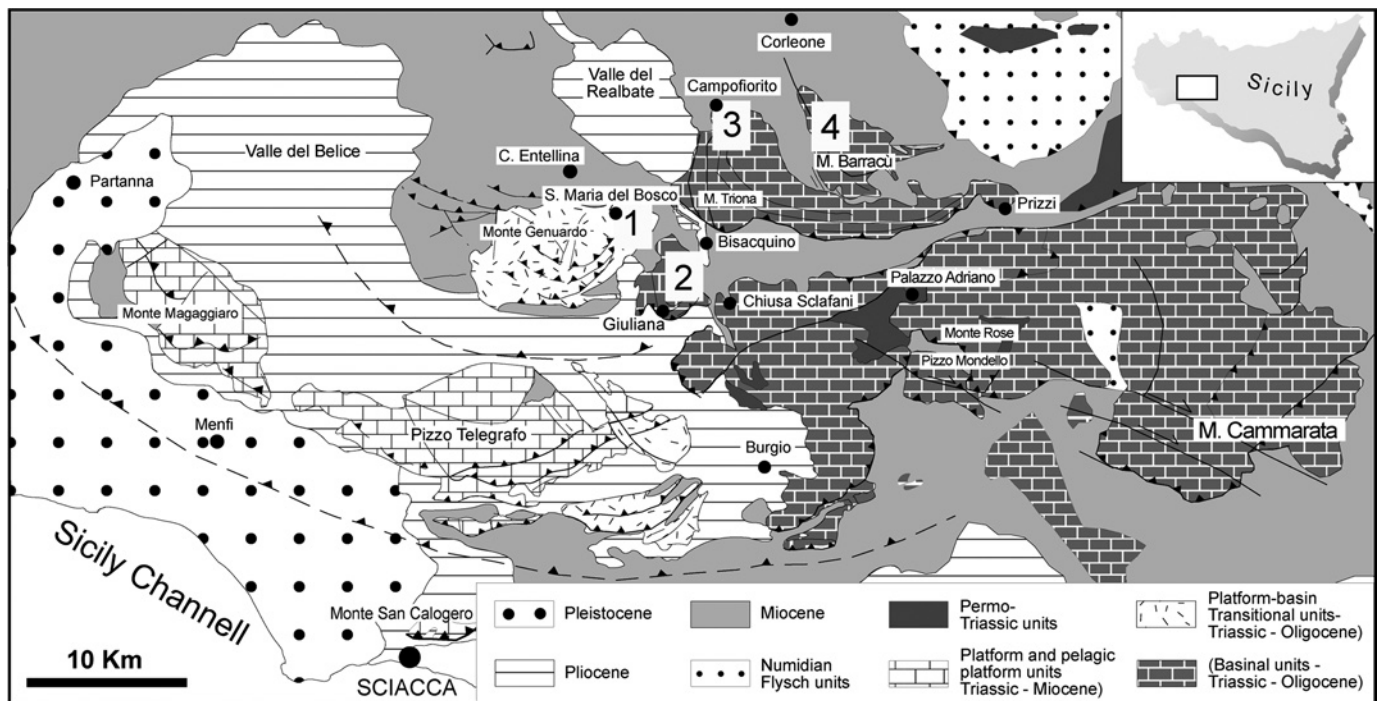 Corleone
Sicily
Valle del
Realbate
Campofiorito
3
4
Valle del Belice
C. Entellina
M. Barracù
Partanna
S. Maria del Bosco
1
M. Triona
Prizzi
Monte Genuardo
Bisacquino
2
Palazzo Adriano
Chiusa Sclafani
Monte Magaggiaro
Giuliana
Monte Rose
Pizzo Mondello
Menfi
Pizzo Telegrafo
M. Cammarata
Burgio
Sicily Channell
Monte San Calogero
10 Km
SCIACCA
Pleistocene
Miocene
Permo-
Triassic units
Platform-basin
Transitional units-
Triassic - Oligocene)
Pliocene
Numidian
Flysch units
Platform and pelagic
platform units
Triassic - Miocene)
(Basinal units -
Triassic - Oligocene)